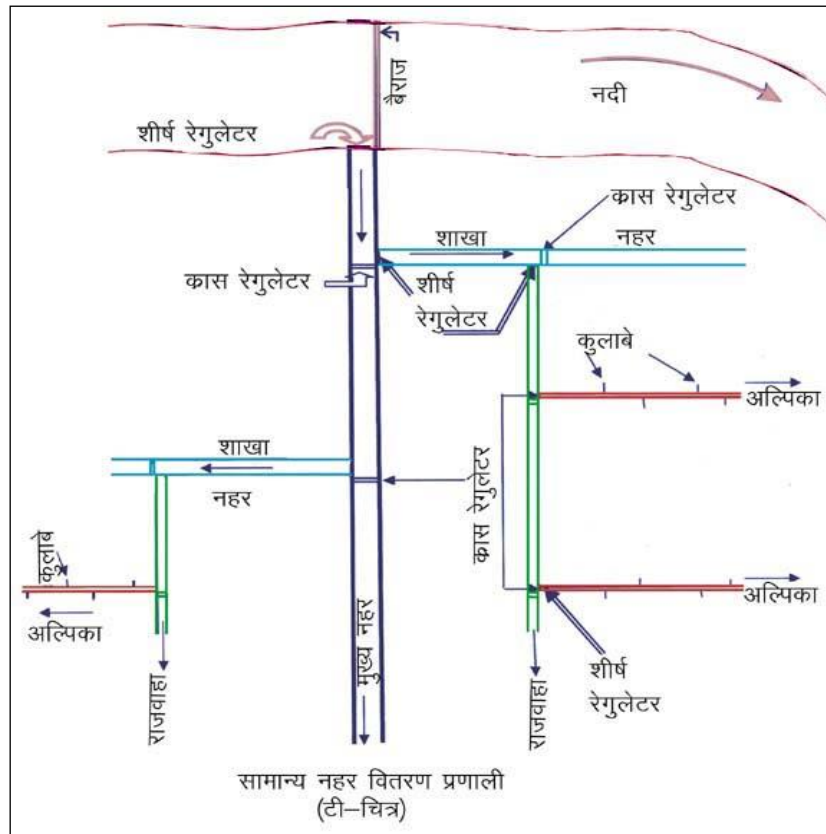 बैराज
नदी
शीर्ष रेगुलेटर
क्रास रेगुलेटर
शाखा
नहर
क्रास रेगुलेटर
शीर्ष
रेगुलेटर
कुलाबे
अल्पिका
शाखा
नहर
क्रास रेगुलेटर
कुलाबे
अल्पिका
अल्पिका
मुख्य नहर
शीर्ष
रेगुलेटर
राजवाहा
राजवाहा
सामान्य नहर वितरण प्रणाली
(टी–चित्र)